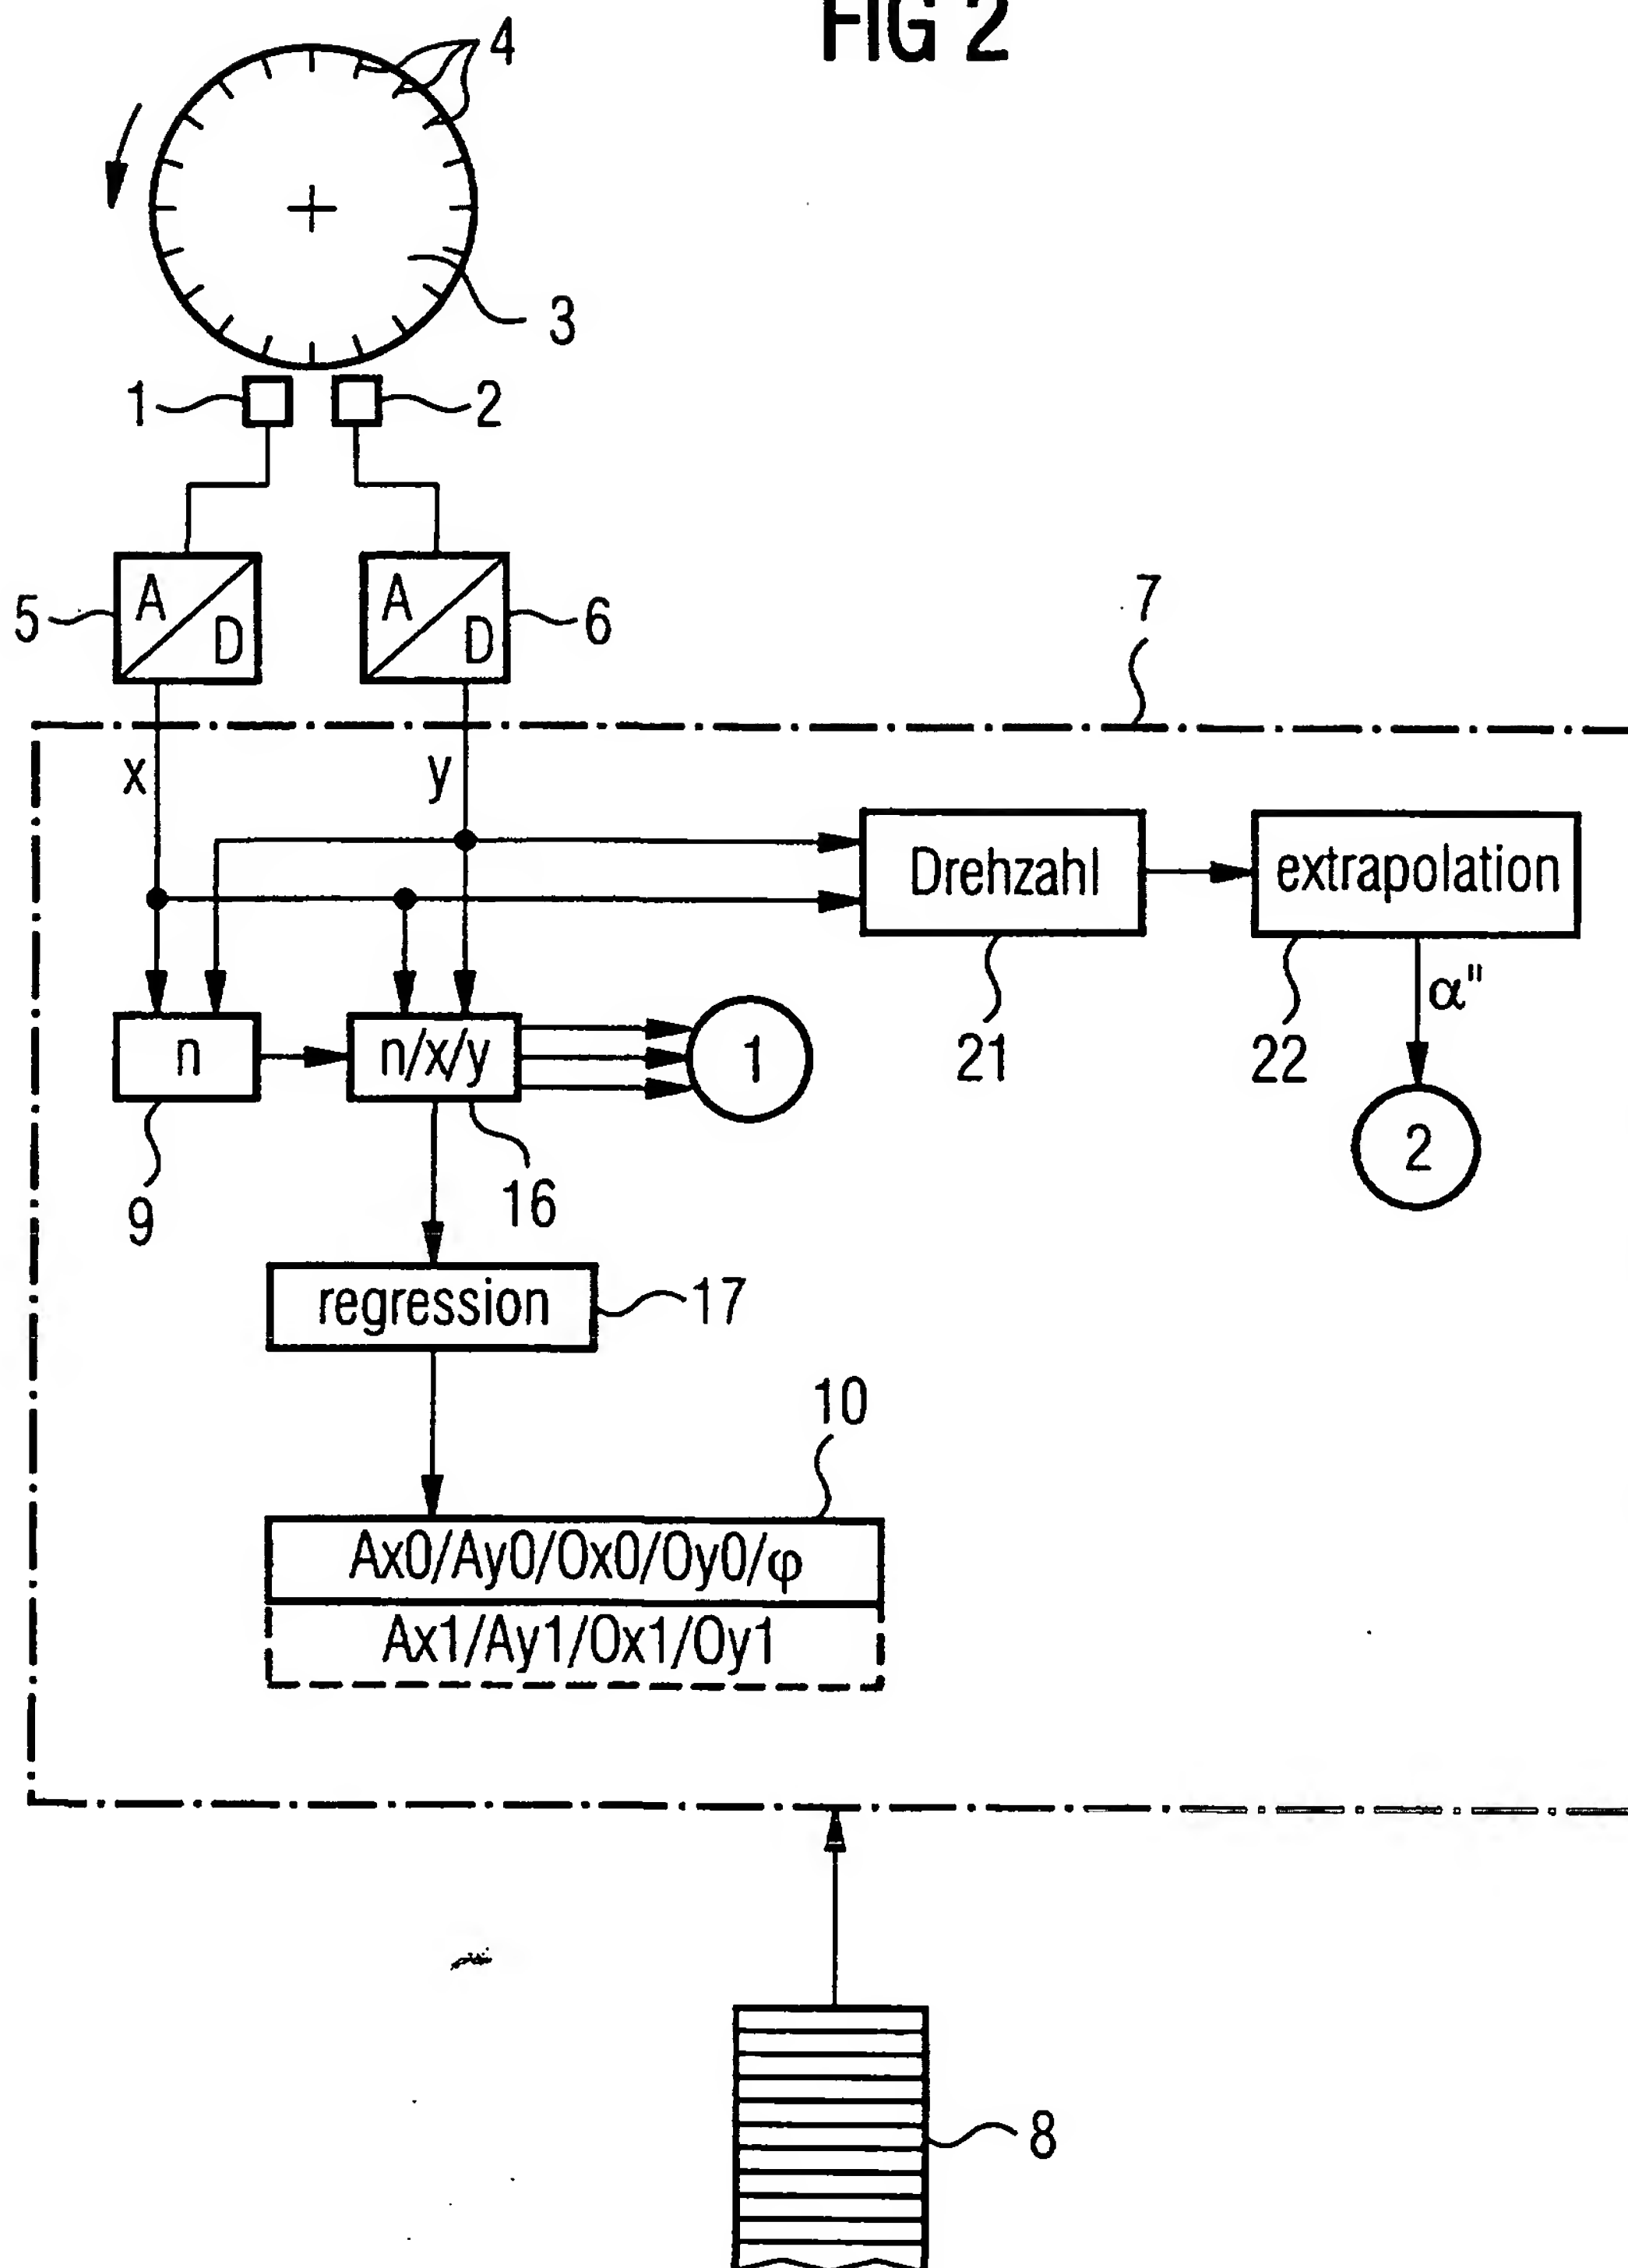 FIG 2
4
3
1
2
A
D
A
D
5
6
7
x
y
Drehzahl
extrapolation
α"
n
n/x/y
1
21
22
2
9
16
regression
17
10
Ax0/Ay0/Ox0/Oy0/φ
Ax1/Ay1/Ox1/Oy1
8